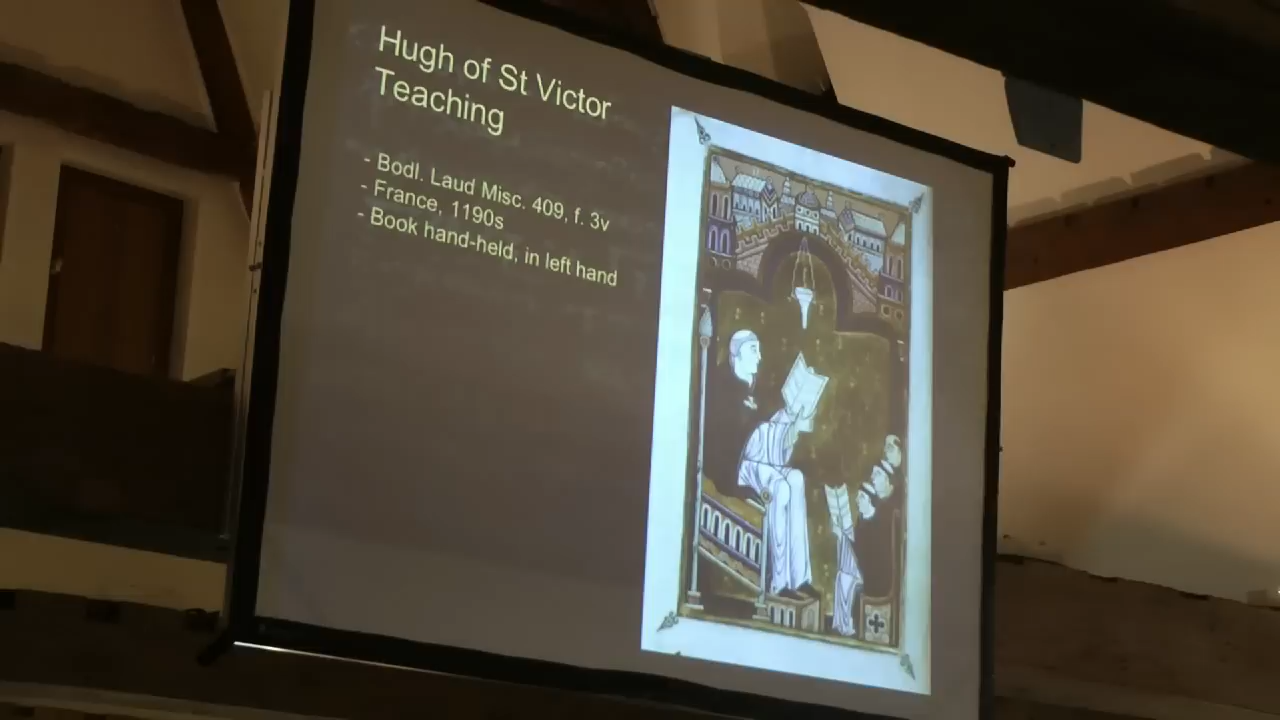 Hugh of St Victor
Teaching
- Bodl. Laud Misc. 409, f. 3v
- France, 1190s
- Book hand-held, in left hand